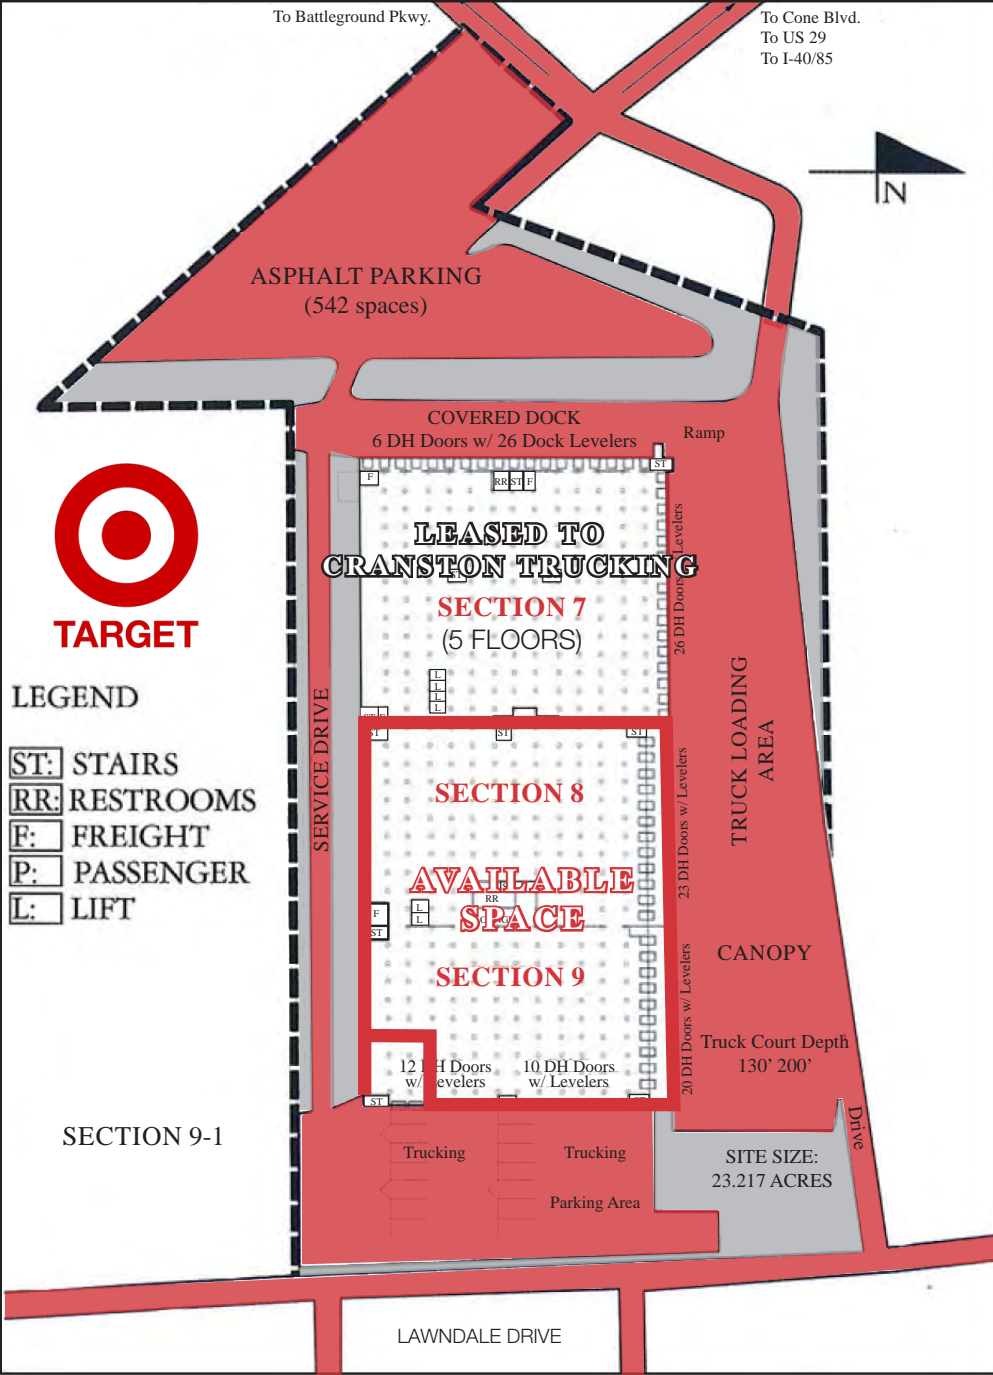 To Battleground Pkwy.
To Cone Blvd.
To US 29
To I-40/85
N
ASPHALT PARKING
(542 spaces)
COVERED DOCK
6 DH Doors w/ 26 Dock Levelers
Ramp
ST
F
RR ST F
LEASED TO
CRANSTON TRUCKING
SECTION 7
(5 FLOORS)
26 DH Doors Levelers
TARGET
L
L
L
L
LEGEND
ST: STAIRS
RR: RESTROOMS
F: FREIGHT
P: PASSENGER
L: LIFT
SERVICE DRIVE
TRUCK LOADING
AREA
ST
ST
ST
SECTION 8
23 DH Doors w/ Levelers
AVAILABLE
SPACE
RR
F
ST
L
L
SECTION 9
CANOPY
20 DH Doors w/ Levelers
Truck Court Depth
130' 200'
12 DH Doors
w/ Levelers
10 DH Doors
w/ Levelers
ST
Drive
SECTION 9-1
Trucking
Trucking
Parking Area
SITE SIZE:
23.217 ACRES
LAWNDALE DRIVE